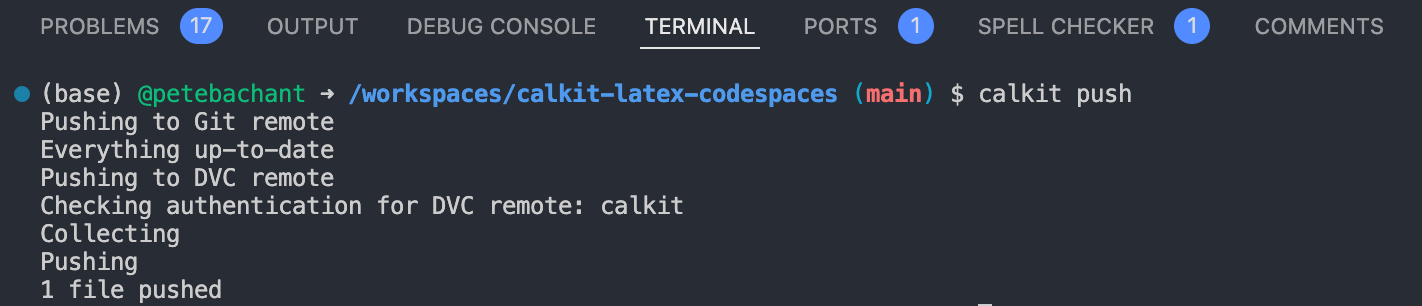 PROBLEMS 17 OUTPUT DEBUG CONSOLE TERMINAL PORTS 1 SPELL CHECKER 1 COMMENTS
(base) @petebachant → /workspaces/calkit-latex-codespaces (main) $ calkit push
Pushing to Git remote
Everything up-to-date
Pushing to DVC remote
Checking authentication for DVC remote: calkit
Collecting
Pushing
1 file pushed